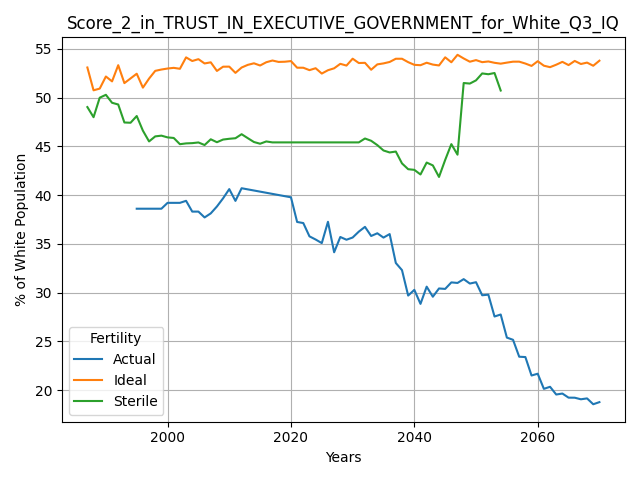 Score_2_in_TRUST_IN_EXECUTIVE_GOVERNMENT_for_White_Q3_IQ
% of White Population
55
50
45
40
35
30
25
20
Fertility
Actual
Ideal
Sterile
2000 2020 2040 2060
Years